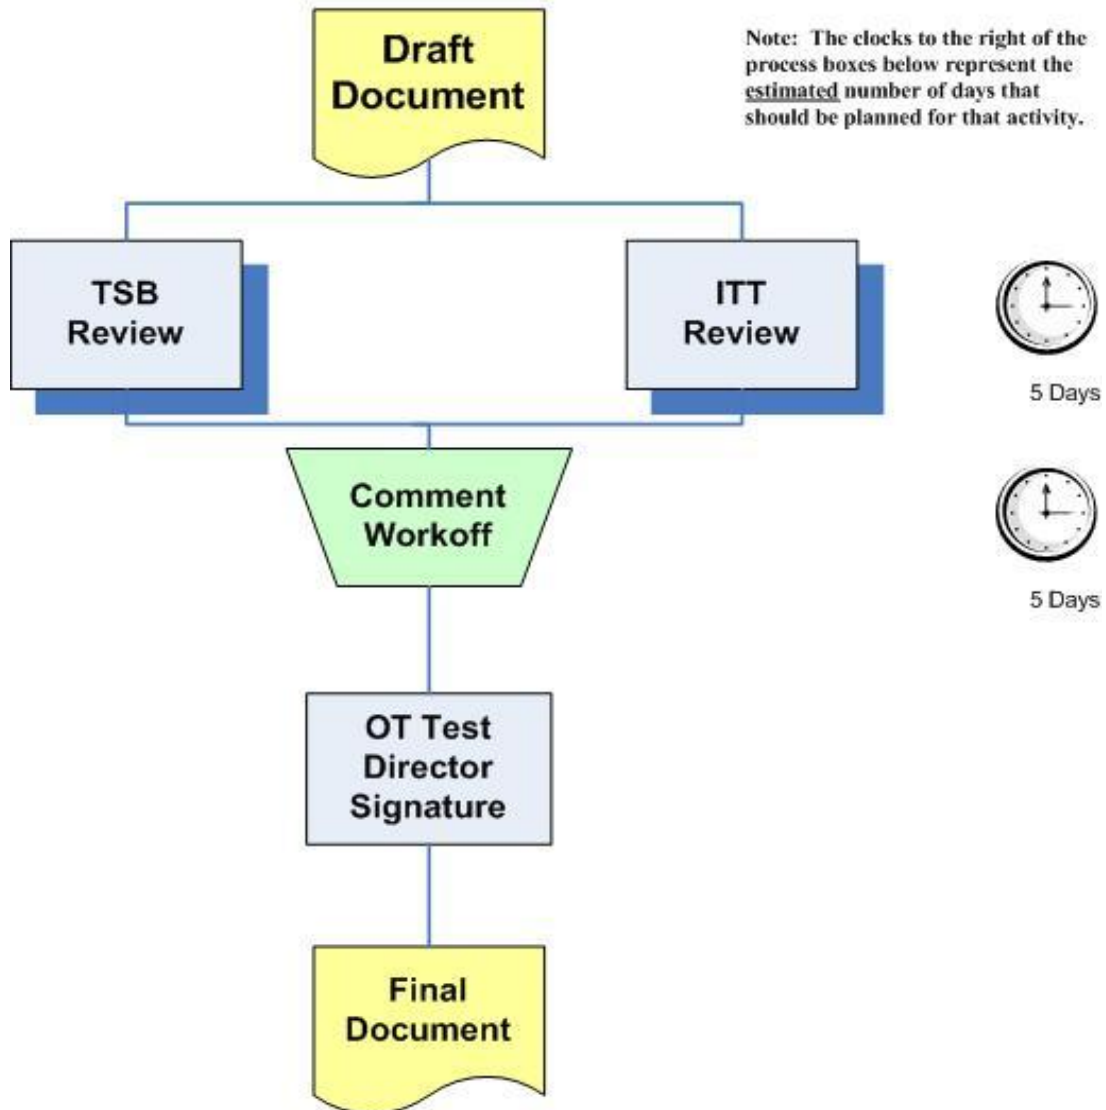 Draft
Document
Note: The clocks to the right of the
process boxes below represent the
estimated number of days that
should be planned for that activity.
TSB
Review
ITT
Review
5 Days
Comment
Workoff
5 Days
OT Test
Director
Signature
Final
Document